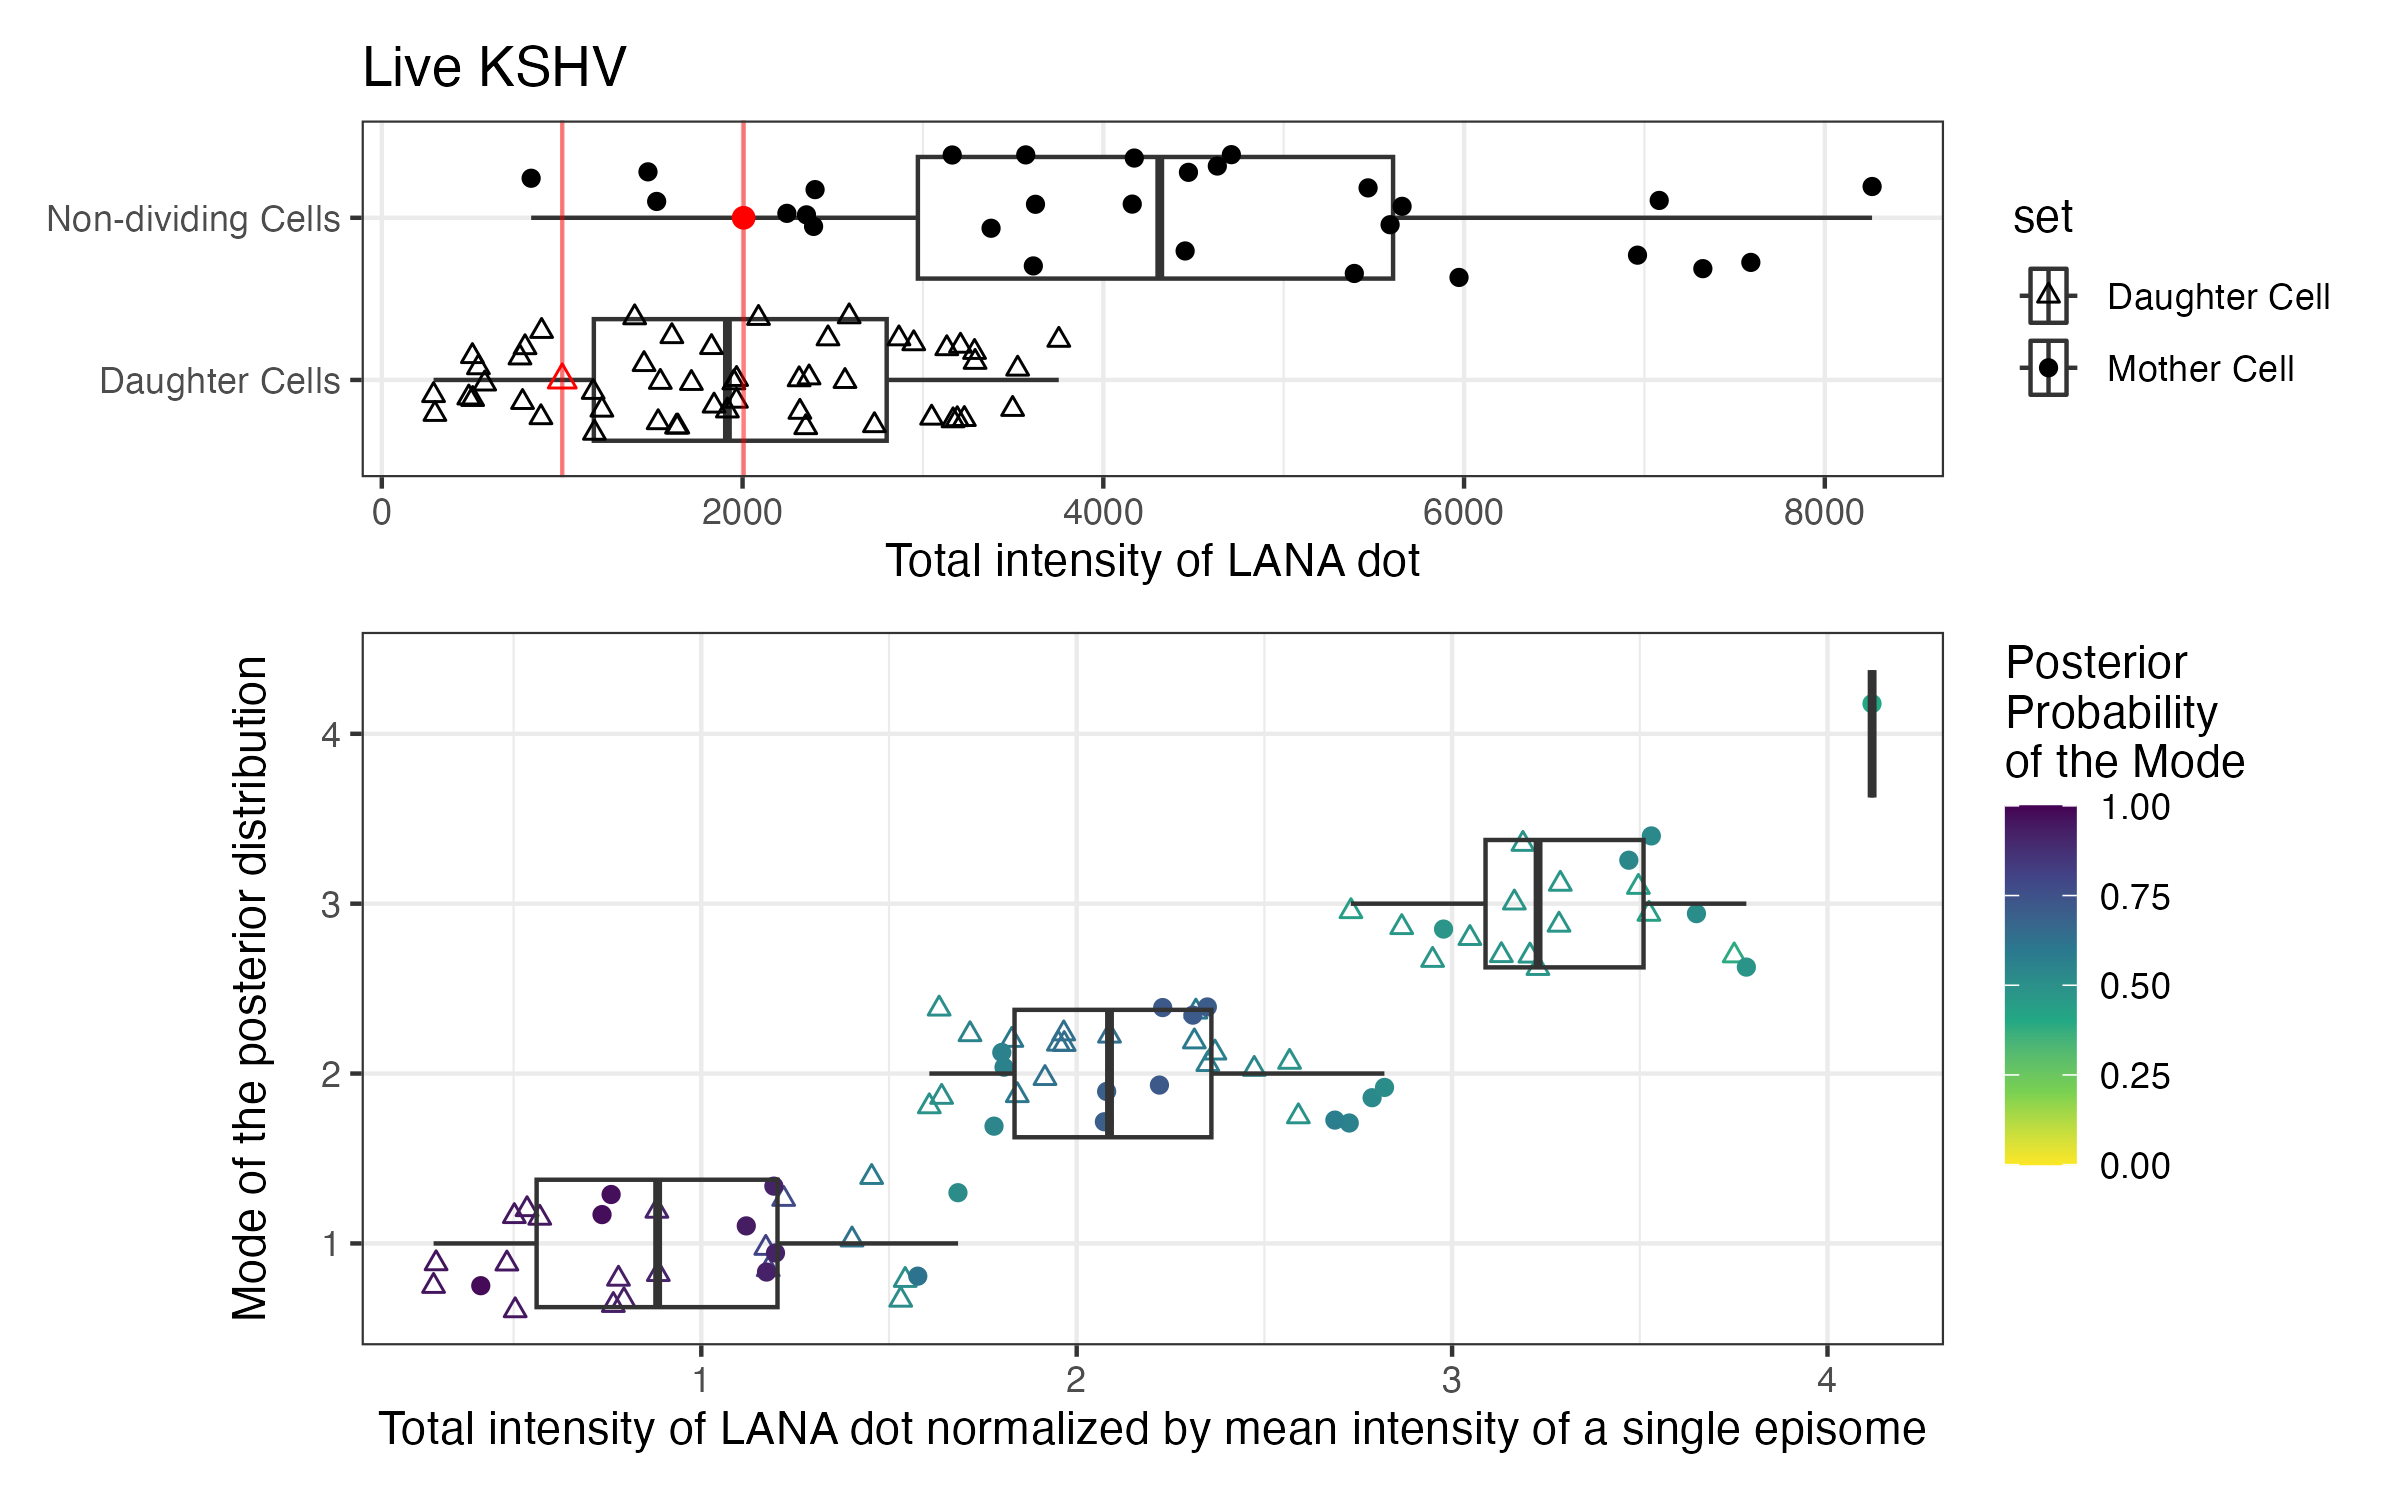 Live KSHV
Non-dividing Cells
Daughter Cells
0 2000 4000 6000 8000
Total intensity of LANA dot
set
Daughter Cell
Mother Cell
Mode of the posterior distribution
4
3
2
1
1 2 3 4
Total intensity of LANA dot normalized by mean intensity of a single episome
Posterior
Probability
of the Mode
1.00
0.75
0.50
0.25
0.00